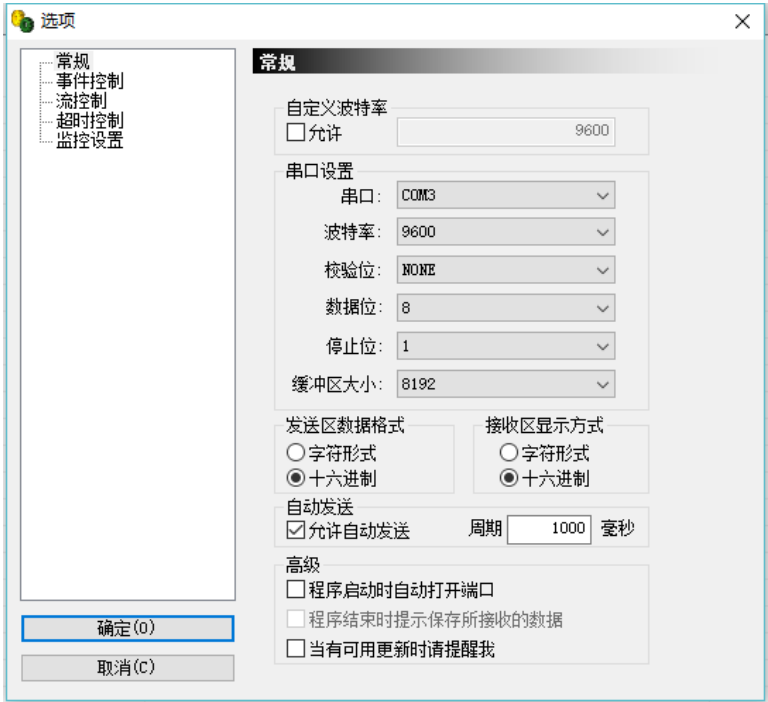 选项
常规
事件控制
流控制
超时控制
监控设置
确定(O)
取消(C)
常规
自定义波特率
允许 9600
串口设置
串口: COM3
波特率: 9600
校验位: NONE
数据位: 8
停止位: 1
缓冲区大小: 8192
发送区数据格式
字符形式
十六进制
接收区显示方式
字符形式
十六进制
自动发送
允许自动发送 周期 1000 毫秒
高级
程序启动时自动打开端口
程序结束时提示保存所接收的数据
当有可用更新时请提醒我